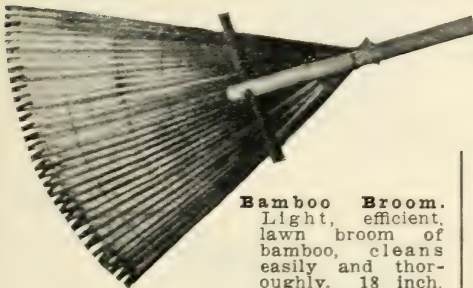 Bamboo Broom.
Light, efficient,
lawn broom of
bamboo, cleans
easily and thor-
oughly. 18 inch.